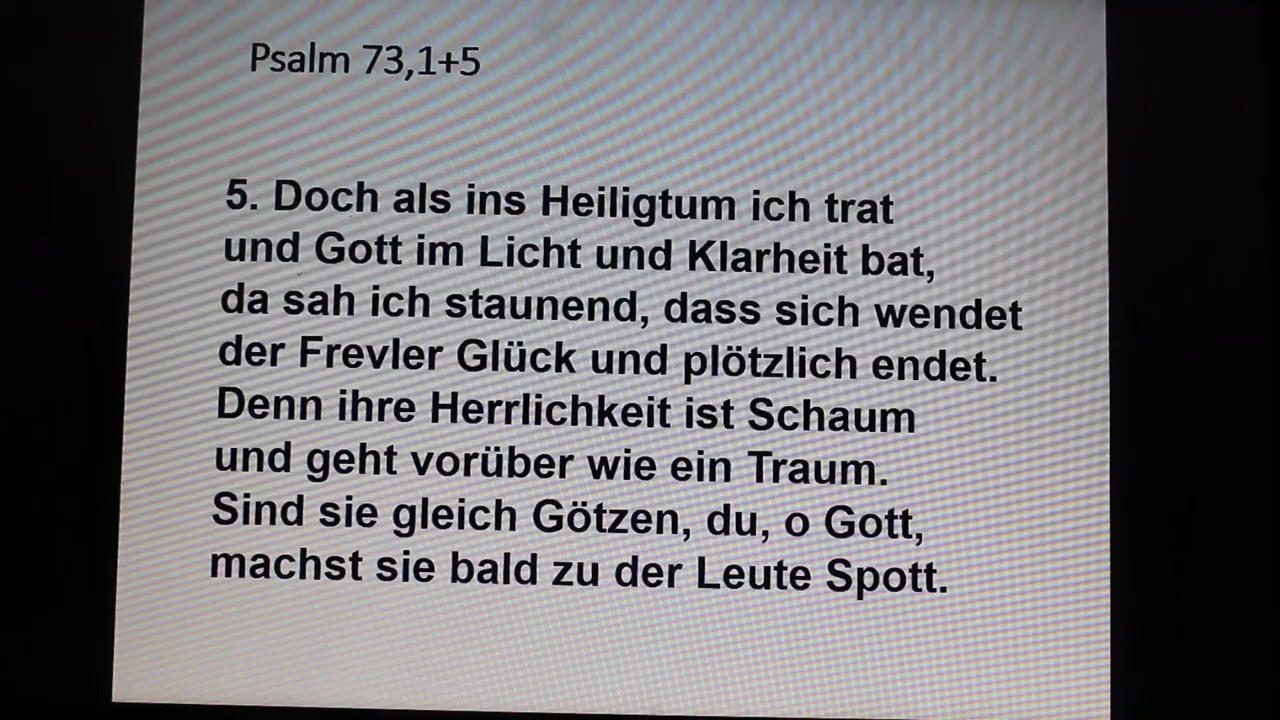 Psalm 73,1+5
5. Doch als ins Heiligtum ich trat
und Gott im Licht und Klarheit bat,
da sah ich staunend, dass sich wendet
der Frevler Glück und plötzlich endet.
Denn ihre Herrlichkeit ist Schaum
und geht vorüber wie ein Traum.
Sind sie gleich Götzen, du, o Gott,
machst sie bald zu der Leute Spott.